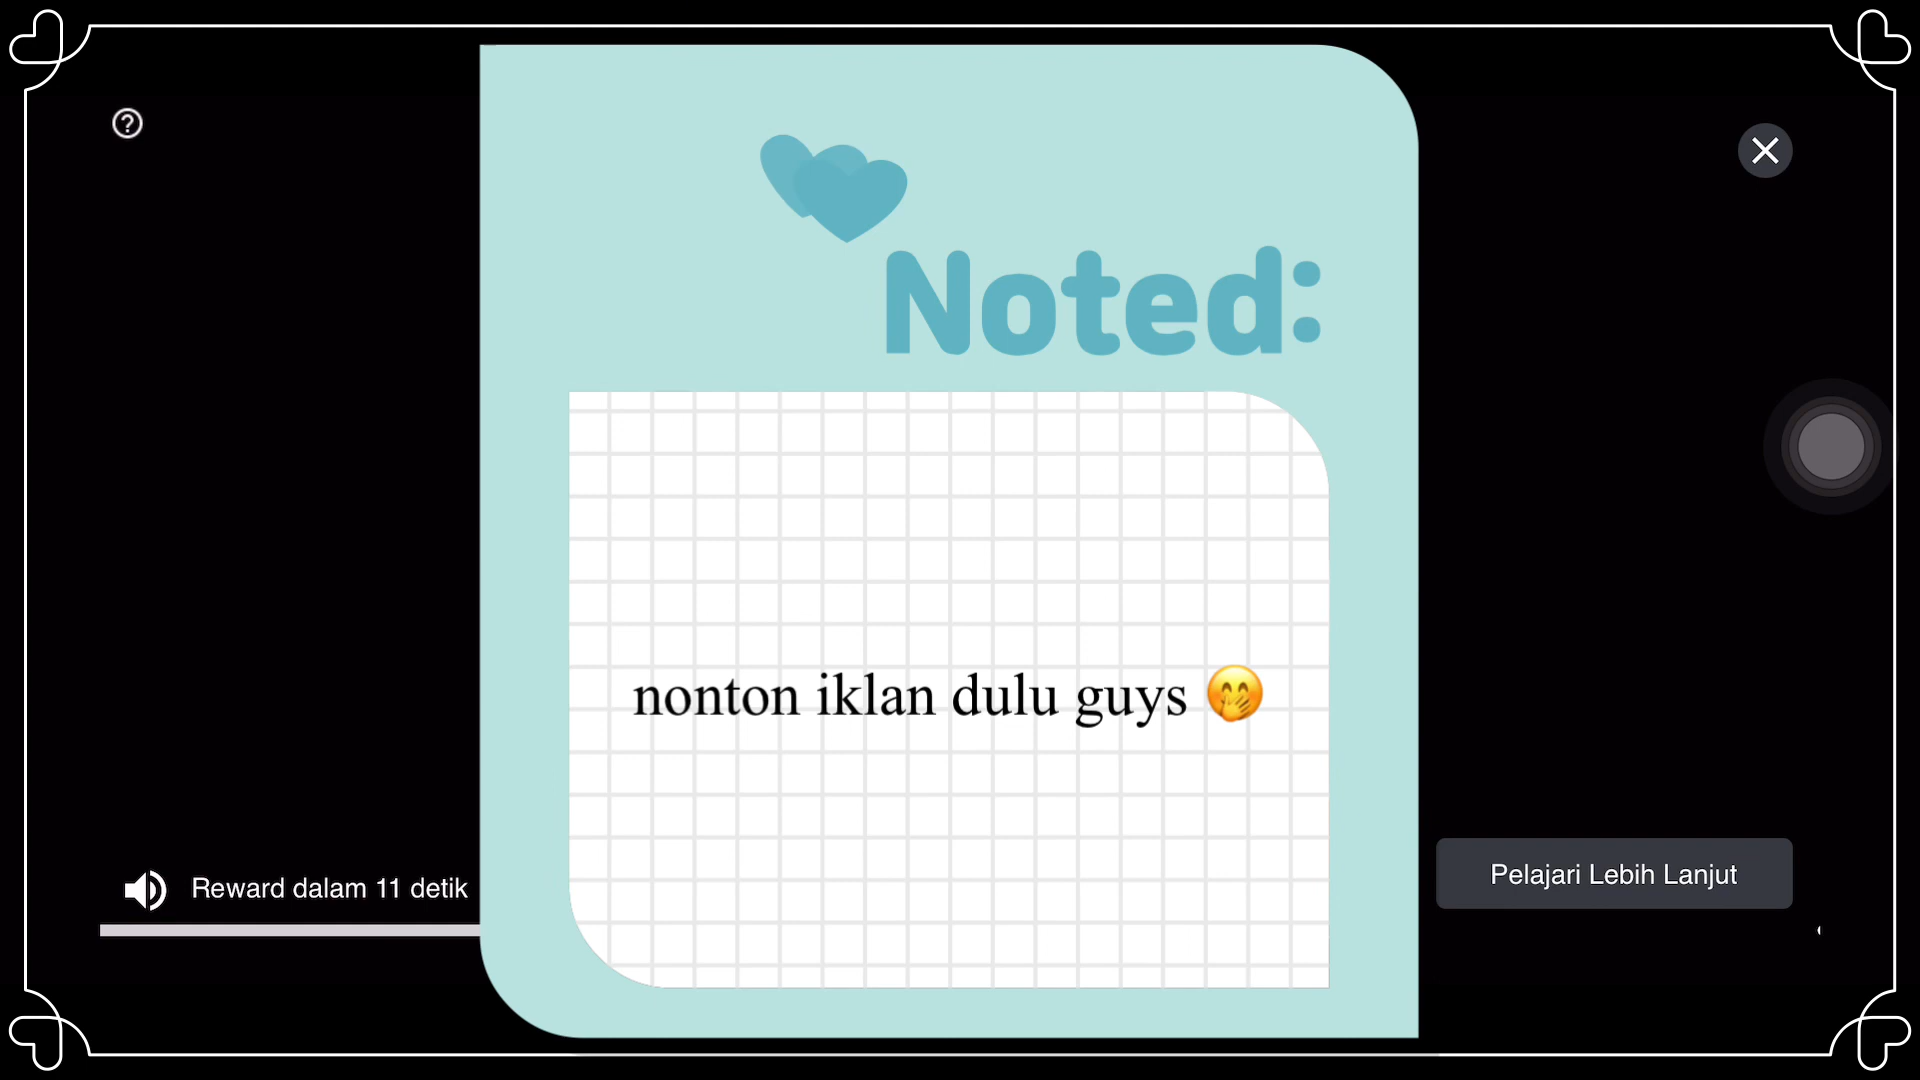 Noted:
nonton iklan dulu guys 🤭
Reward dalam 11 detik
Pelajari Lebih Lanjut